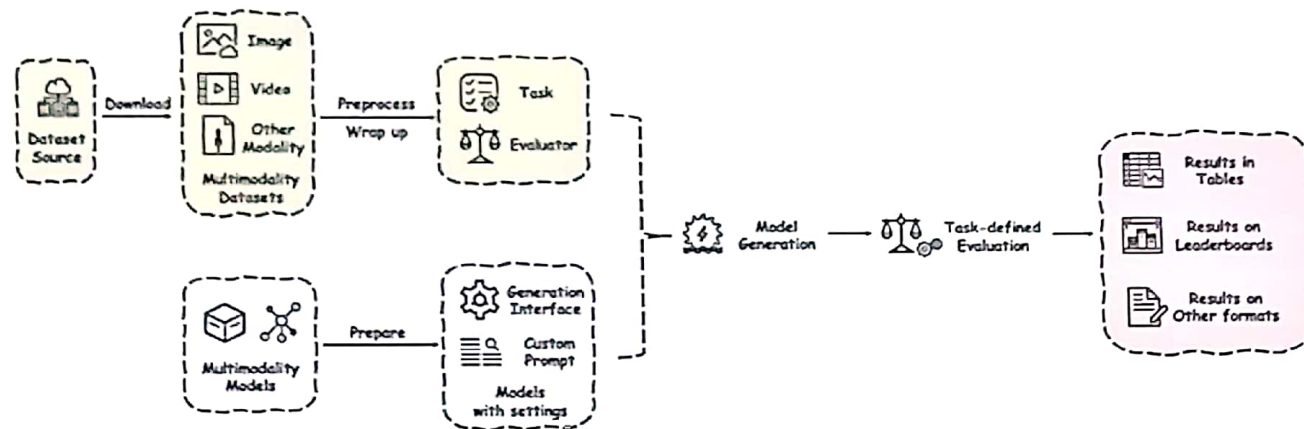 Dataset
Source
Download
Image
Video
Other
Modality
Multimodality
Datasets
Preprocess
Wrap up
Task
Evaluator
Multimodality
Models
Prepare
Generation
Interface
Custom
Prompt
Models
with settings
Model
Generation
Task-defined
Evaluation
Results in
Tables
Results on
Leaderboards
Results on
Other formats